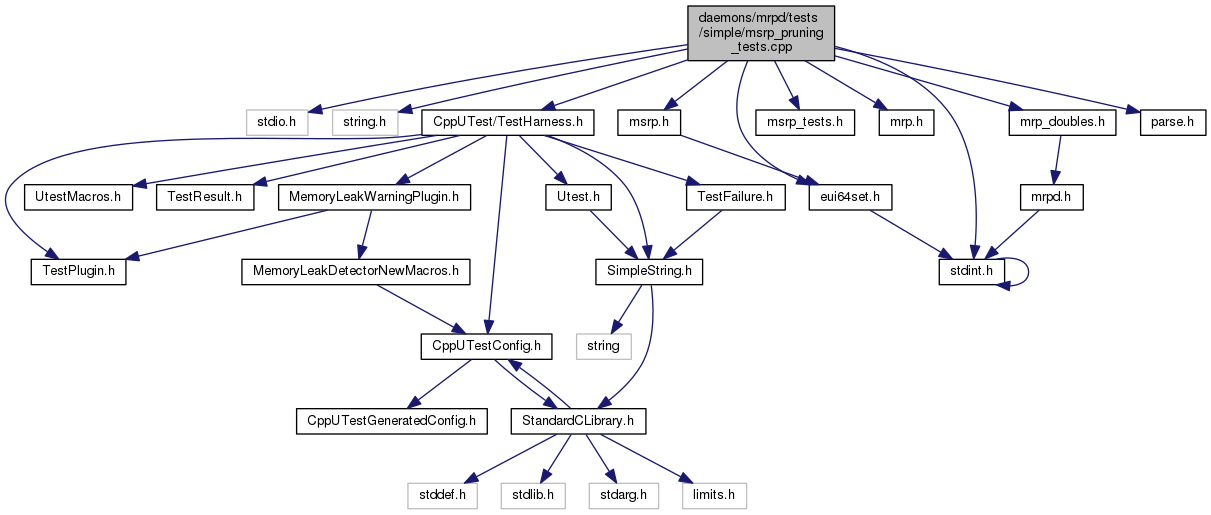 daemons/mrpd/tests
/simple/msrp_pruning
_tests.cpp
stdio.h
string.h
CppUTest/TestHarness.h
msrp.h
msrp_tests.h
mrp.h
mrp_doubles.h
parse.h
UtestMacros.h
TestResult.h
MemoryLeakWarningPlugin.h
Utest.h
TestFailure.h
eui64set.h
mrpd.h
TestPlugin.h
MemoryLeakDetectorNewMacros.h
SimpleString.h
stdint.h
CppUTestConfig.h
string
CppUTestGeneratedConfig.h
StandardCLibrary.h
stddef.h
stdlib.h
stdarg.h
limits.h